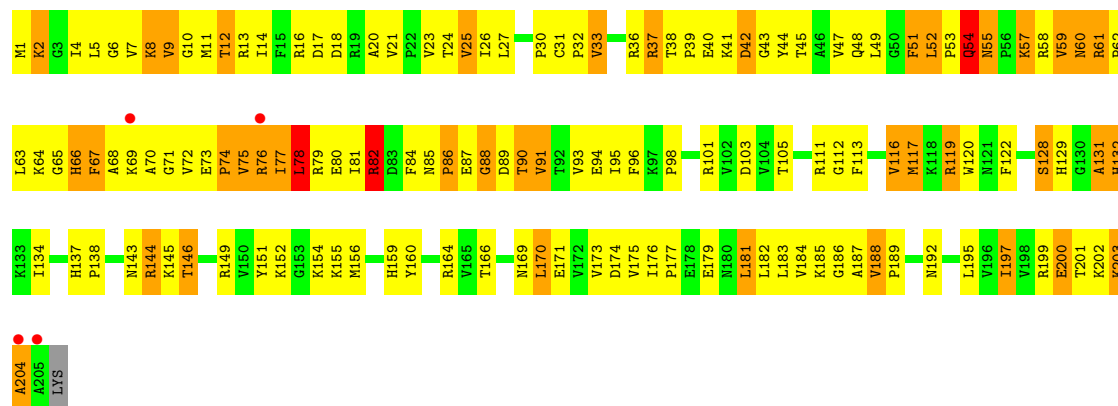 M1 K2 G3 I4 L5 G6 V7 K8 V9 G10 M11 T12 R13 I14 F15 R16 D17 D18 R19 A20 V21 P22 V23 T24 V25 I26 L27 P30 C31 P32 V33 R36 R37 T38 P39 E40 K41 D42 G43 Y44 T45 A46 V47 Q48 L49 G50 F51 L52 P53 Q54 N55 P56 K57 R58 V59 N60 R61
L63 K64 G65 H66 F67 A68 K69 A70 G71 V72 E73 P74 V75 R76 I77 L78 R79 E80 I81 R82 D83 F84 N85 P86 E87 G88 D89 T90 V91 T92 V93 E94 I95 F96 K97 P98 R101 V102 D103 V104 T105 R111 G112 F113 V116 M117 K118 R119 W120 N121 F122 S128 H129 G130 A131
K133 I134 H137 P138 N143 R144 K145 T146 R149 V150 Y151 K152 G153 K154 K155 M156 H159 Y160 R164 V165 T166 N169 L170 E171 V172 V173 D174 V175 I176 P177 E178 E179 N180 L181 L182 L183 V184 K185 G186 A187 V188 P189 N192 L195 V196 I197 V198 R199 E200 T201 K202
A204 A205 LYS